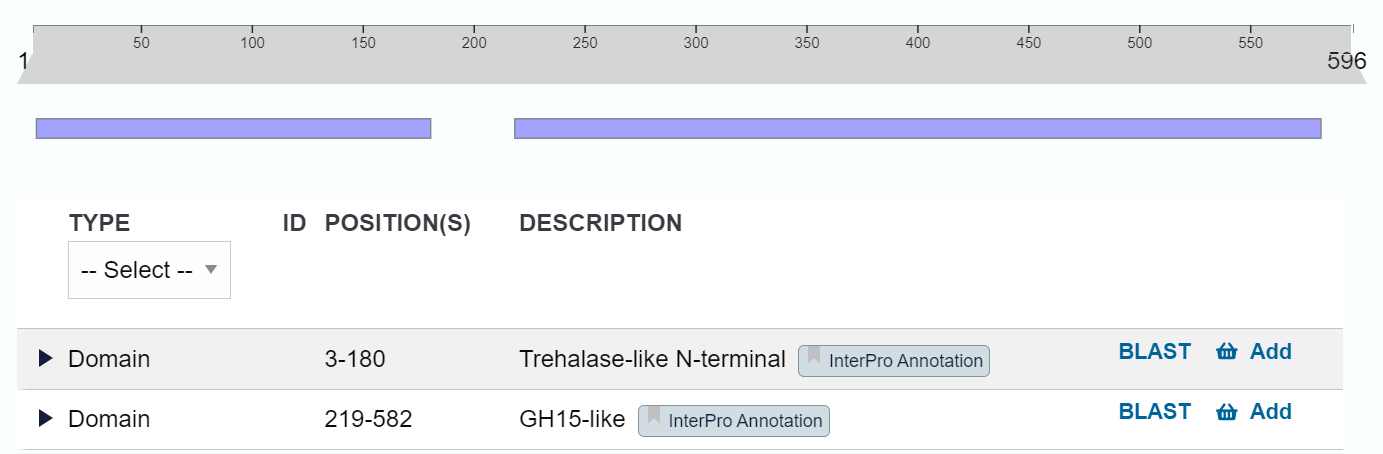 50 100 150 200 250 300 350 400 450 500 550
1 596
TYPE ID POSITION(S) DESCRIPTION
-- Select --
Domain 3-180 Trehalase-like N-terminal InterPro Annotation BLAST Add
Domain 219-582 GH15-like InterPro Annotation BLAST Add